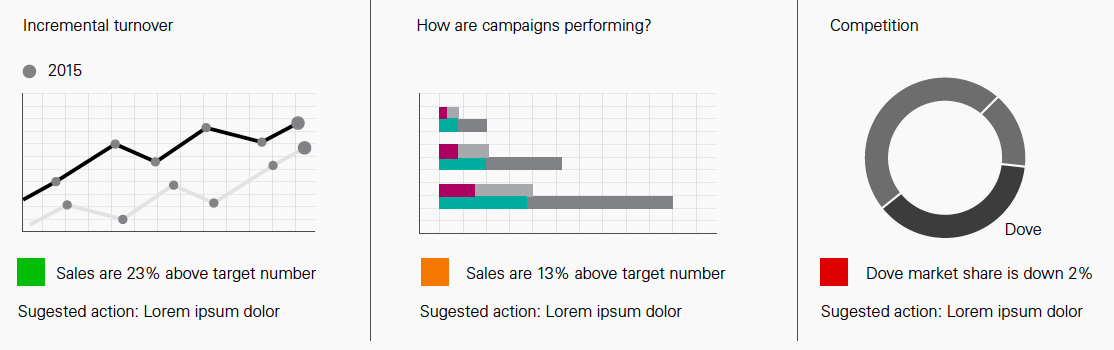 Incremental turnover
2015
Sales are 23% above target number
Sugested action: Lorem ipsum dolor
How are campaigns performing?
Sales are 13% above target number
Sugested action: Lorem ipsum dolor
Competition
Dove
Dove market share is down 2%
Sugested action: Lorem ipsum dolor